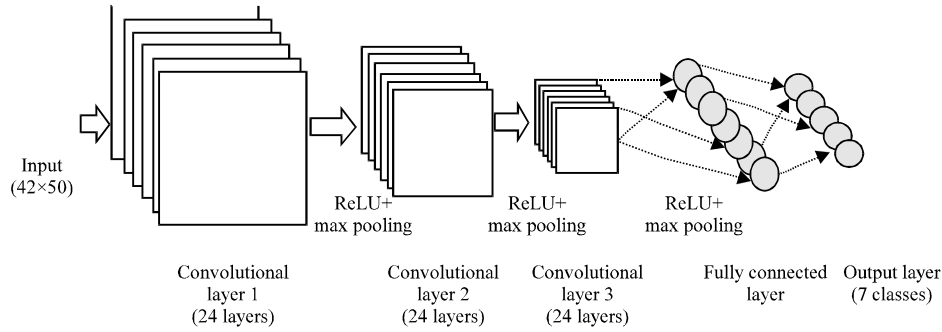 Input
(42×50)
ReLU+
max pooling
ReLU+
max pooling
ReLU+
max pooling
Convolutional
layer 1
(24 layers)
Convolutional
layer 2
(24 layers)
Convolutional
layer 3
(24 layers)
Fully connected
layer
Output layer
(7 classes)